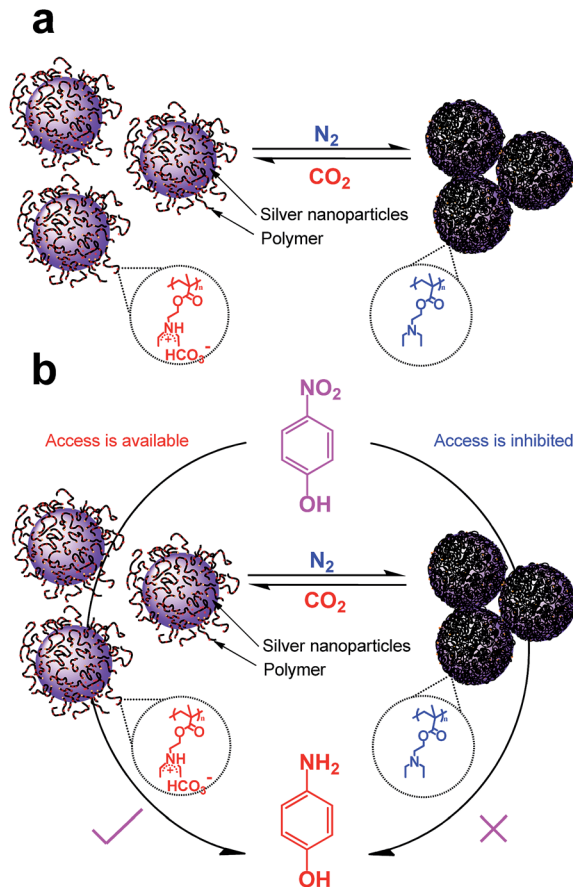 a
N2
CO2
Silver nanoparticles
Polymer
n
O
O
NH
+
HCO3-
n
O
O
N
b
NO2
OH
Access is available
Access is inhibited
N2
CO2
Silver nanoparticles
Polymer
n
O
O
NH
+
HCO3-
n
O
O
N
NH2
OH